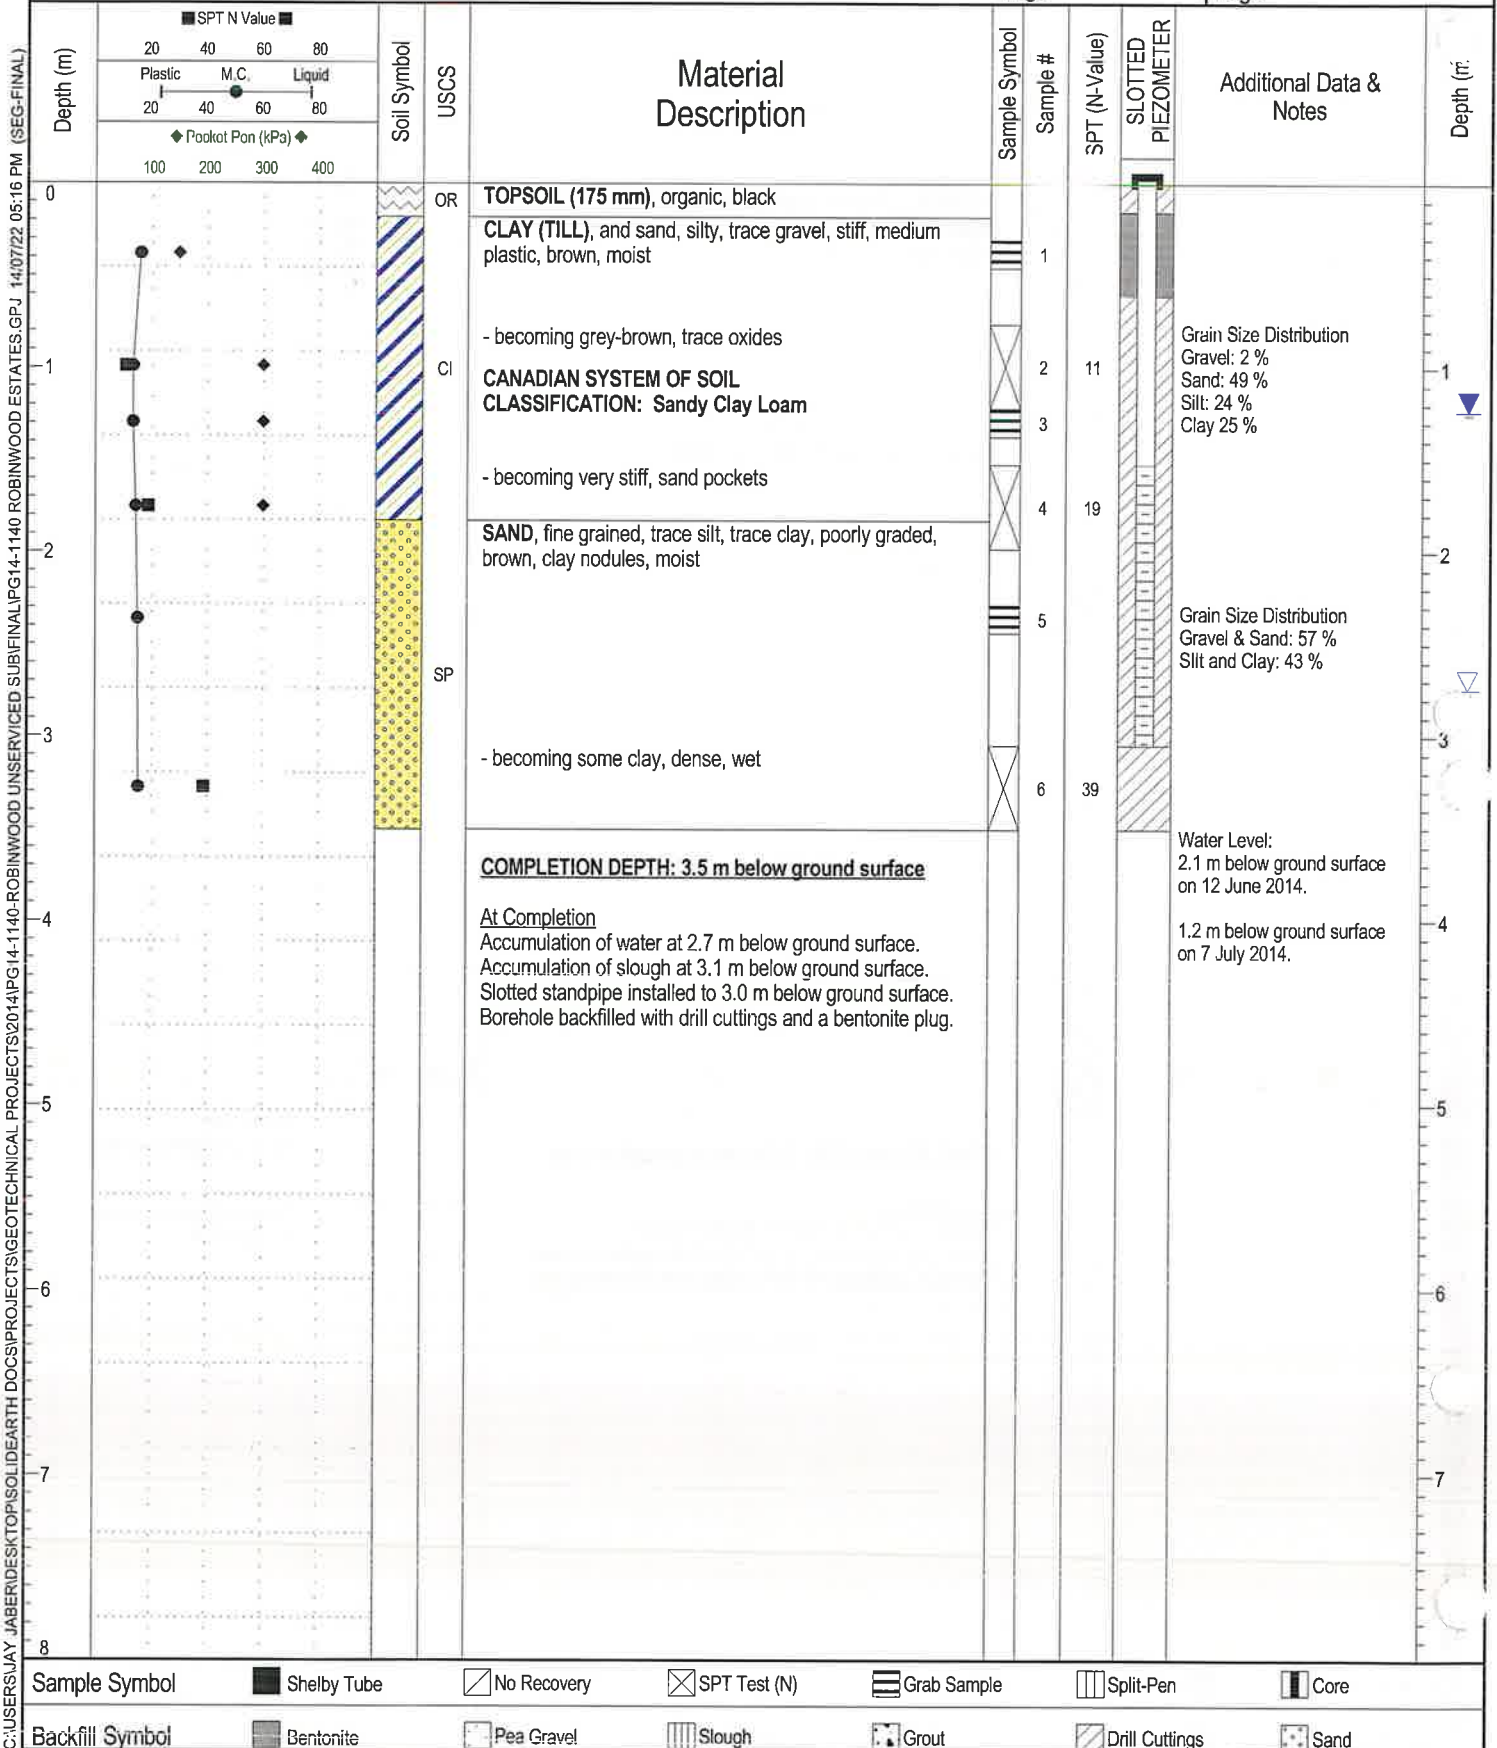 SPT N Value
20 40 60 80
Plastic M.C. Liquid
20 40 60 80
Pocket Pen (kPa)
100 200 300 400
Depth (m)
Soil Symbol
USCS
Material
Description
Sample Symbol
Sample #
SPT (N-Value)
SLOTTED
PIEZOMETER
Additional Data &
Notes
Depth (m
0
OR
TOPSOIL (175 mm), organic, black
CLAY (TILL), and sand, silty, trace gravel, stiff, medium
plastic, brown, moist
1
- becoming grey-brown, trace oxides
1
CI
2
11
1
CANADIAN SYSTEM OF SOIL
CLASSIFICATION: Sandy Clay Loam
3
Grain Size Distribution
Gravel: 2 %
Sand: 49 %
Silt: 24 %
Clay 25 %
- becoming very stiff, sand pockets
4
19
SAND, fine grained, trace silt, trace clay, poorly graded,
brown, clay nodules, moist
2
2
5
Grain Size Distribution
Gravel & Sand: 57 %
Silt and Clay: 43 %
SP
3
3
- becoming some clay, dense, wet
6
39
COMPLETION DEPTH: 3.5 m below ground surface
Water Level:
2.1 m below ground surface
on 12 June 2014.
1.2 m below ground surface
on 7 July 2014.
At Completion
Accumulation of water at 2.7 m below ground surface.
Accumulation of slough at 3.1 m below ground surface.
Slotted standpipe installed to 3.0 m below ground surface.
Borehole backfilled with drill cuttings and a bentonite plug.
4
4
5
5
6
6
7
7
8
Sample Symbol Shelby Tube No Recovery SPT Test (N) Grab Sample Split-Pen Core
Backfill Symbol Bentonite Pea Gravel Slough Grout Drill Cuttings Sand
C:\USERS\JAY JABER\DESKTOP\SOLIDEARTH DOCS\PROJECTS\GEOTECHNICAL PROJECTS\2014\PG14-1140-ROBINWOOD UNSERVICED SUB\FINAL\PG14-1140 ROBINWOOD ESTATES.GPJ 14/07/22 05:16 PM (SEG-FINAL)